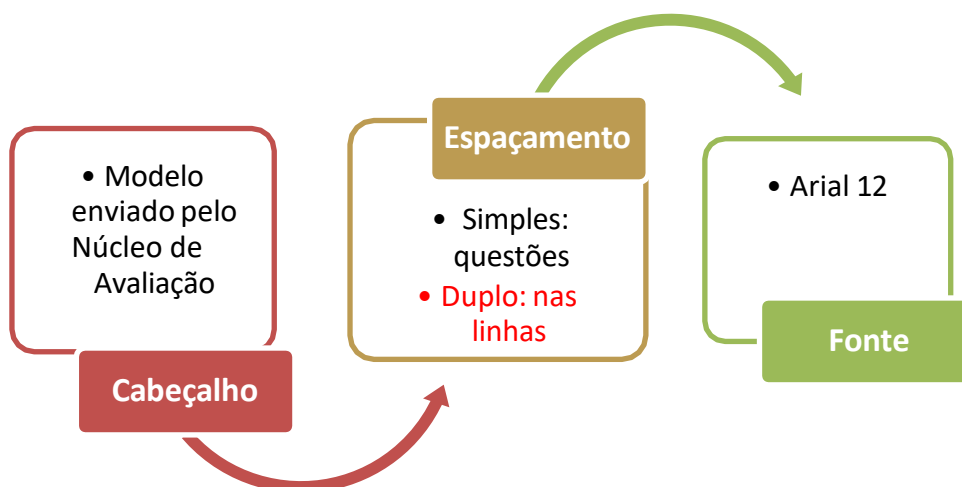 • Modelo
enviado pelo
Núcleo de
Avaliação
Cabeçalho
Espaçamento
• Simples:
questões
• Duplo: nas
linhas
• Arial 12
Fonte